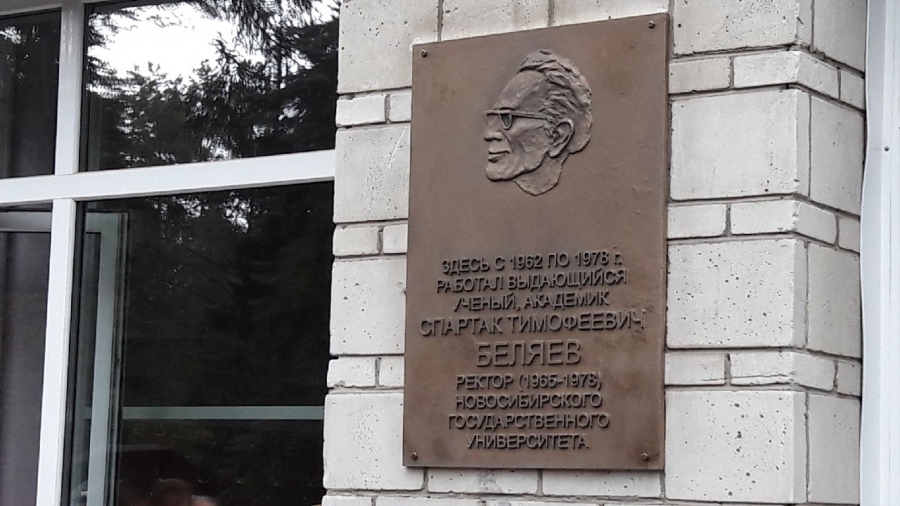 ЗДЕСЬ С 1962 ПО 1978 г.
РАБОТАЛ ВЫДАЮЩИЙСЯ
УЧЕНЫЙ, АКАДЕМИК
СПАРТАК ТИМОФЕЕВИЧ
БЕЛЯЕВ
РЕКТОР (1965-1978)
НОВОСИБИРСКОГО
ГОСУДАРСТВЕННОГО
УНИВЕРСИТЕТА